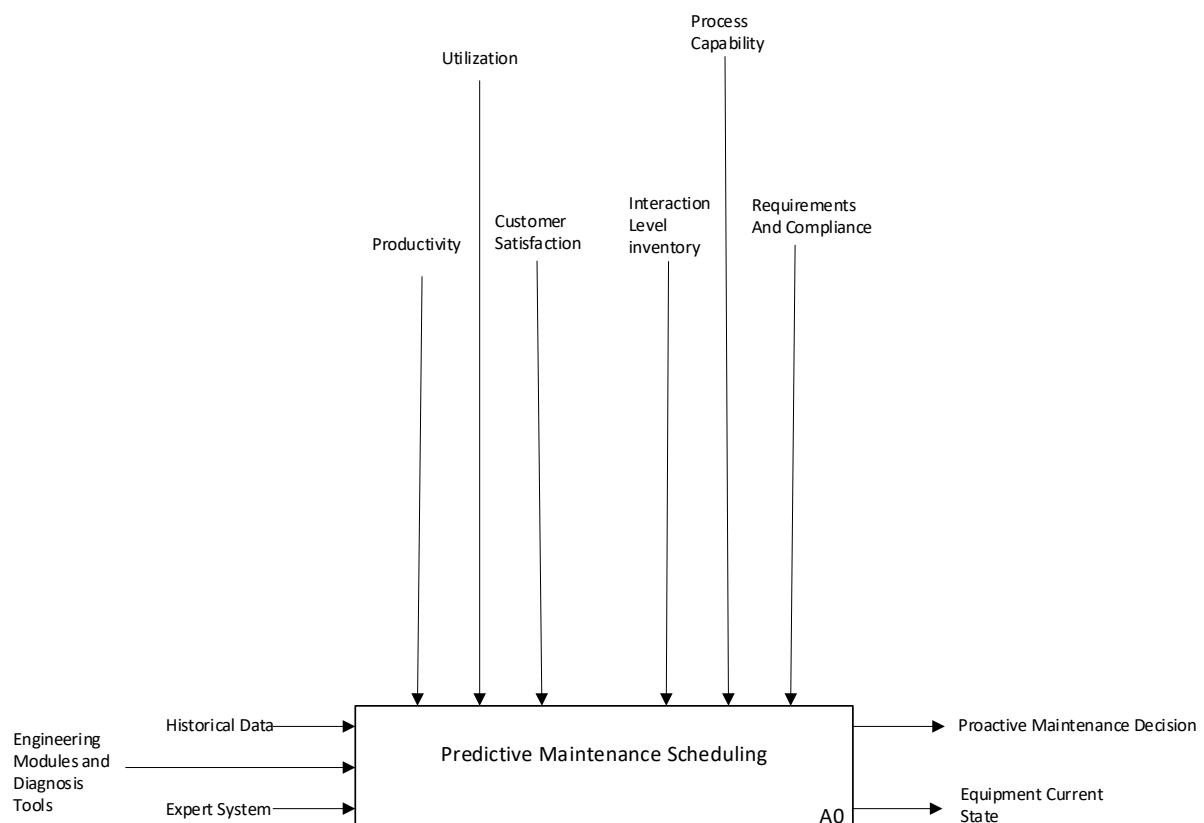 Process
Capability
Utilization
Interaction
Level
inventory
Requirements
And Compliance
Customer
Satisfaction
Productivity
Historical Data
Engineering
Modules and
Diagnosis
Tools
Expert System
Predictive Maintenance Scheduling
A0
Proactive Maintenance Decision
Equipment Current
State